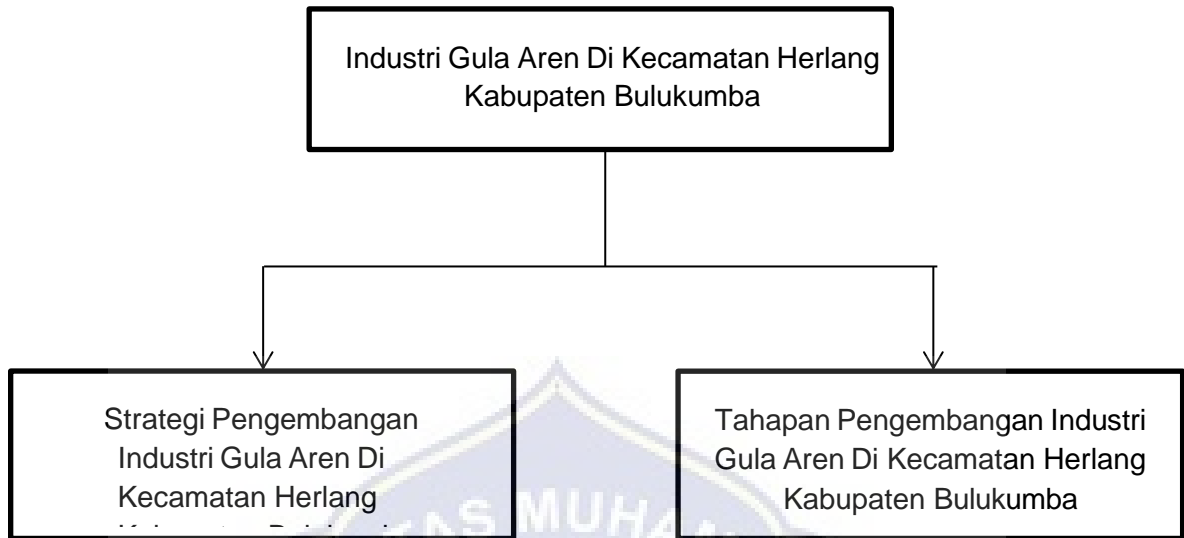 Industri Gula Aren Di Kecamatan Herlang
Kabupaten Bulukumba
Strategi Pengembangan
Industri Gula Aren Di
Kecamatan Herlang
Tahapan Pengembangan Industri
Gula Aren Di Kecamatan Herlang
Kabupaten Bulukumba
MUHA